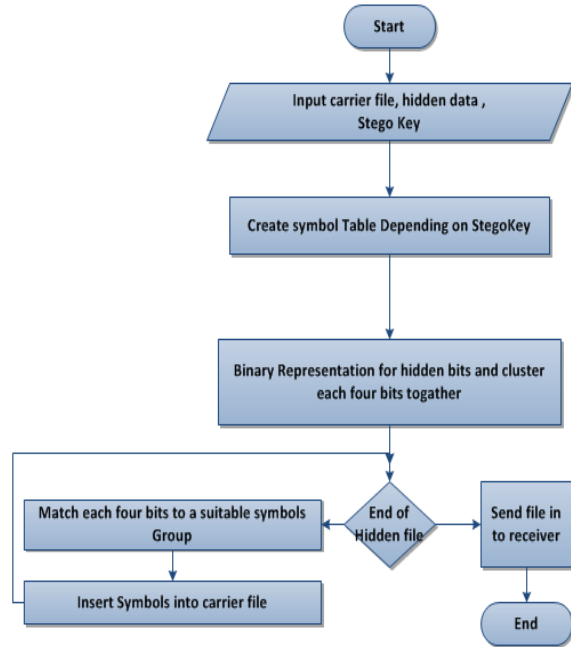 Start
Input carrier file, hidden data ,
Stego Key
Create symbol Table Depending on StegoKey
Binary Representation for hidden bits and cluster
each four bits togather
End of
Hidden file
Match each four bits to a suitable symbols
Group
Insert Symbols into carrier file
Send file in
to receiver
End